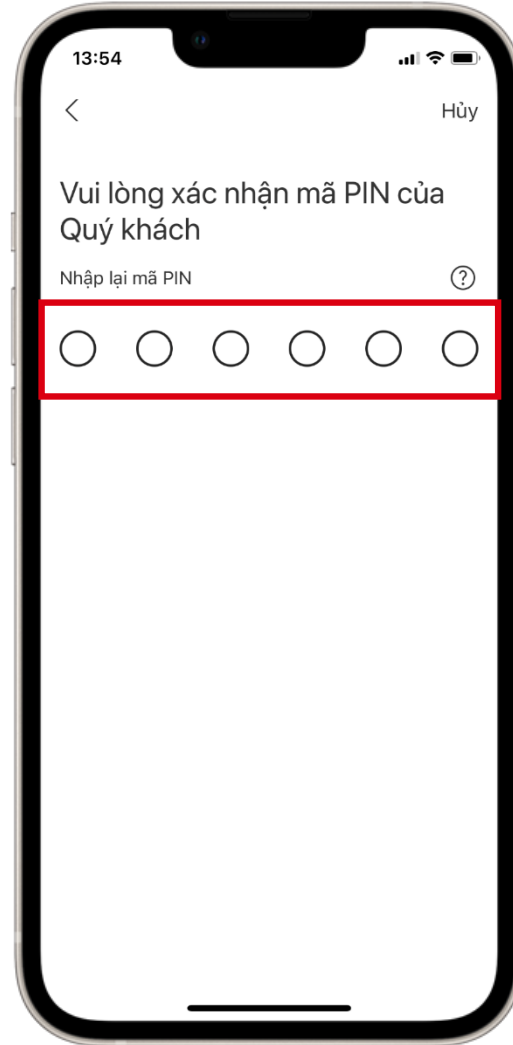 13:54
Hủy
Vui lòng xác nhận mã PIN của
Quý khách
Nhập lại mã PIN
?